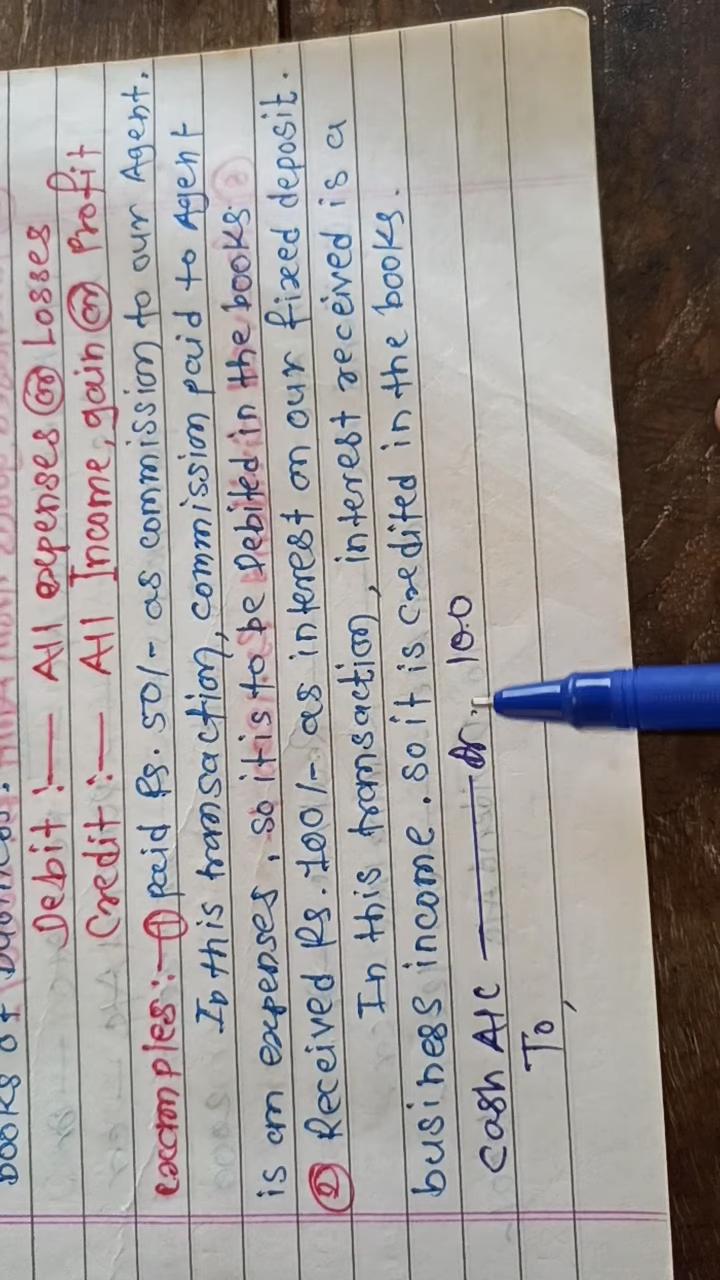 books of business.
Debit :— All expenses or Losses
Credit :— All Income, gain or Profit
examples :- ① paid Rs. 50/- as commission to our Agent.
In this transaction, commission paid to Agent
is an expenses, so it is to be Debited in the books.
② Received Rs. 100/- as interest on our fixed deposit.
In this transaction, interest received is a
business income. so it is credited in the books.
Cash A/C ——— Dr. 100
To,